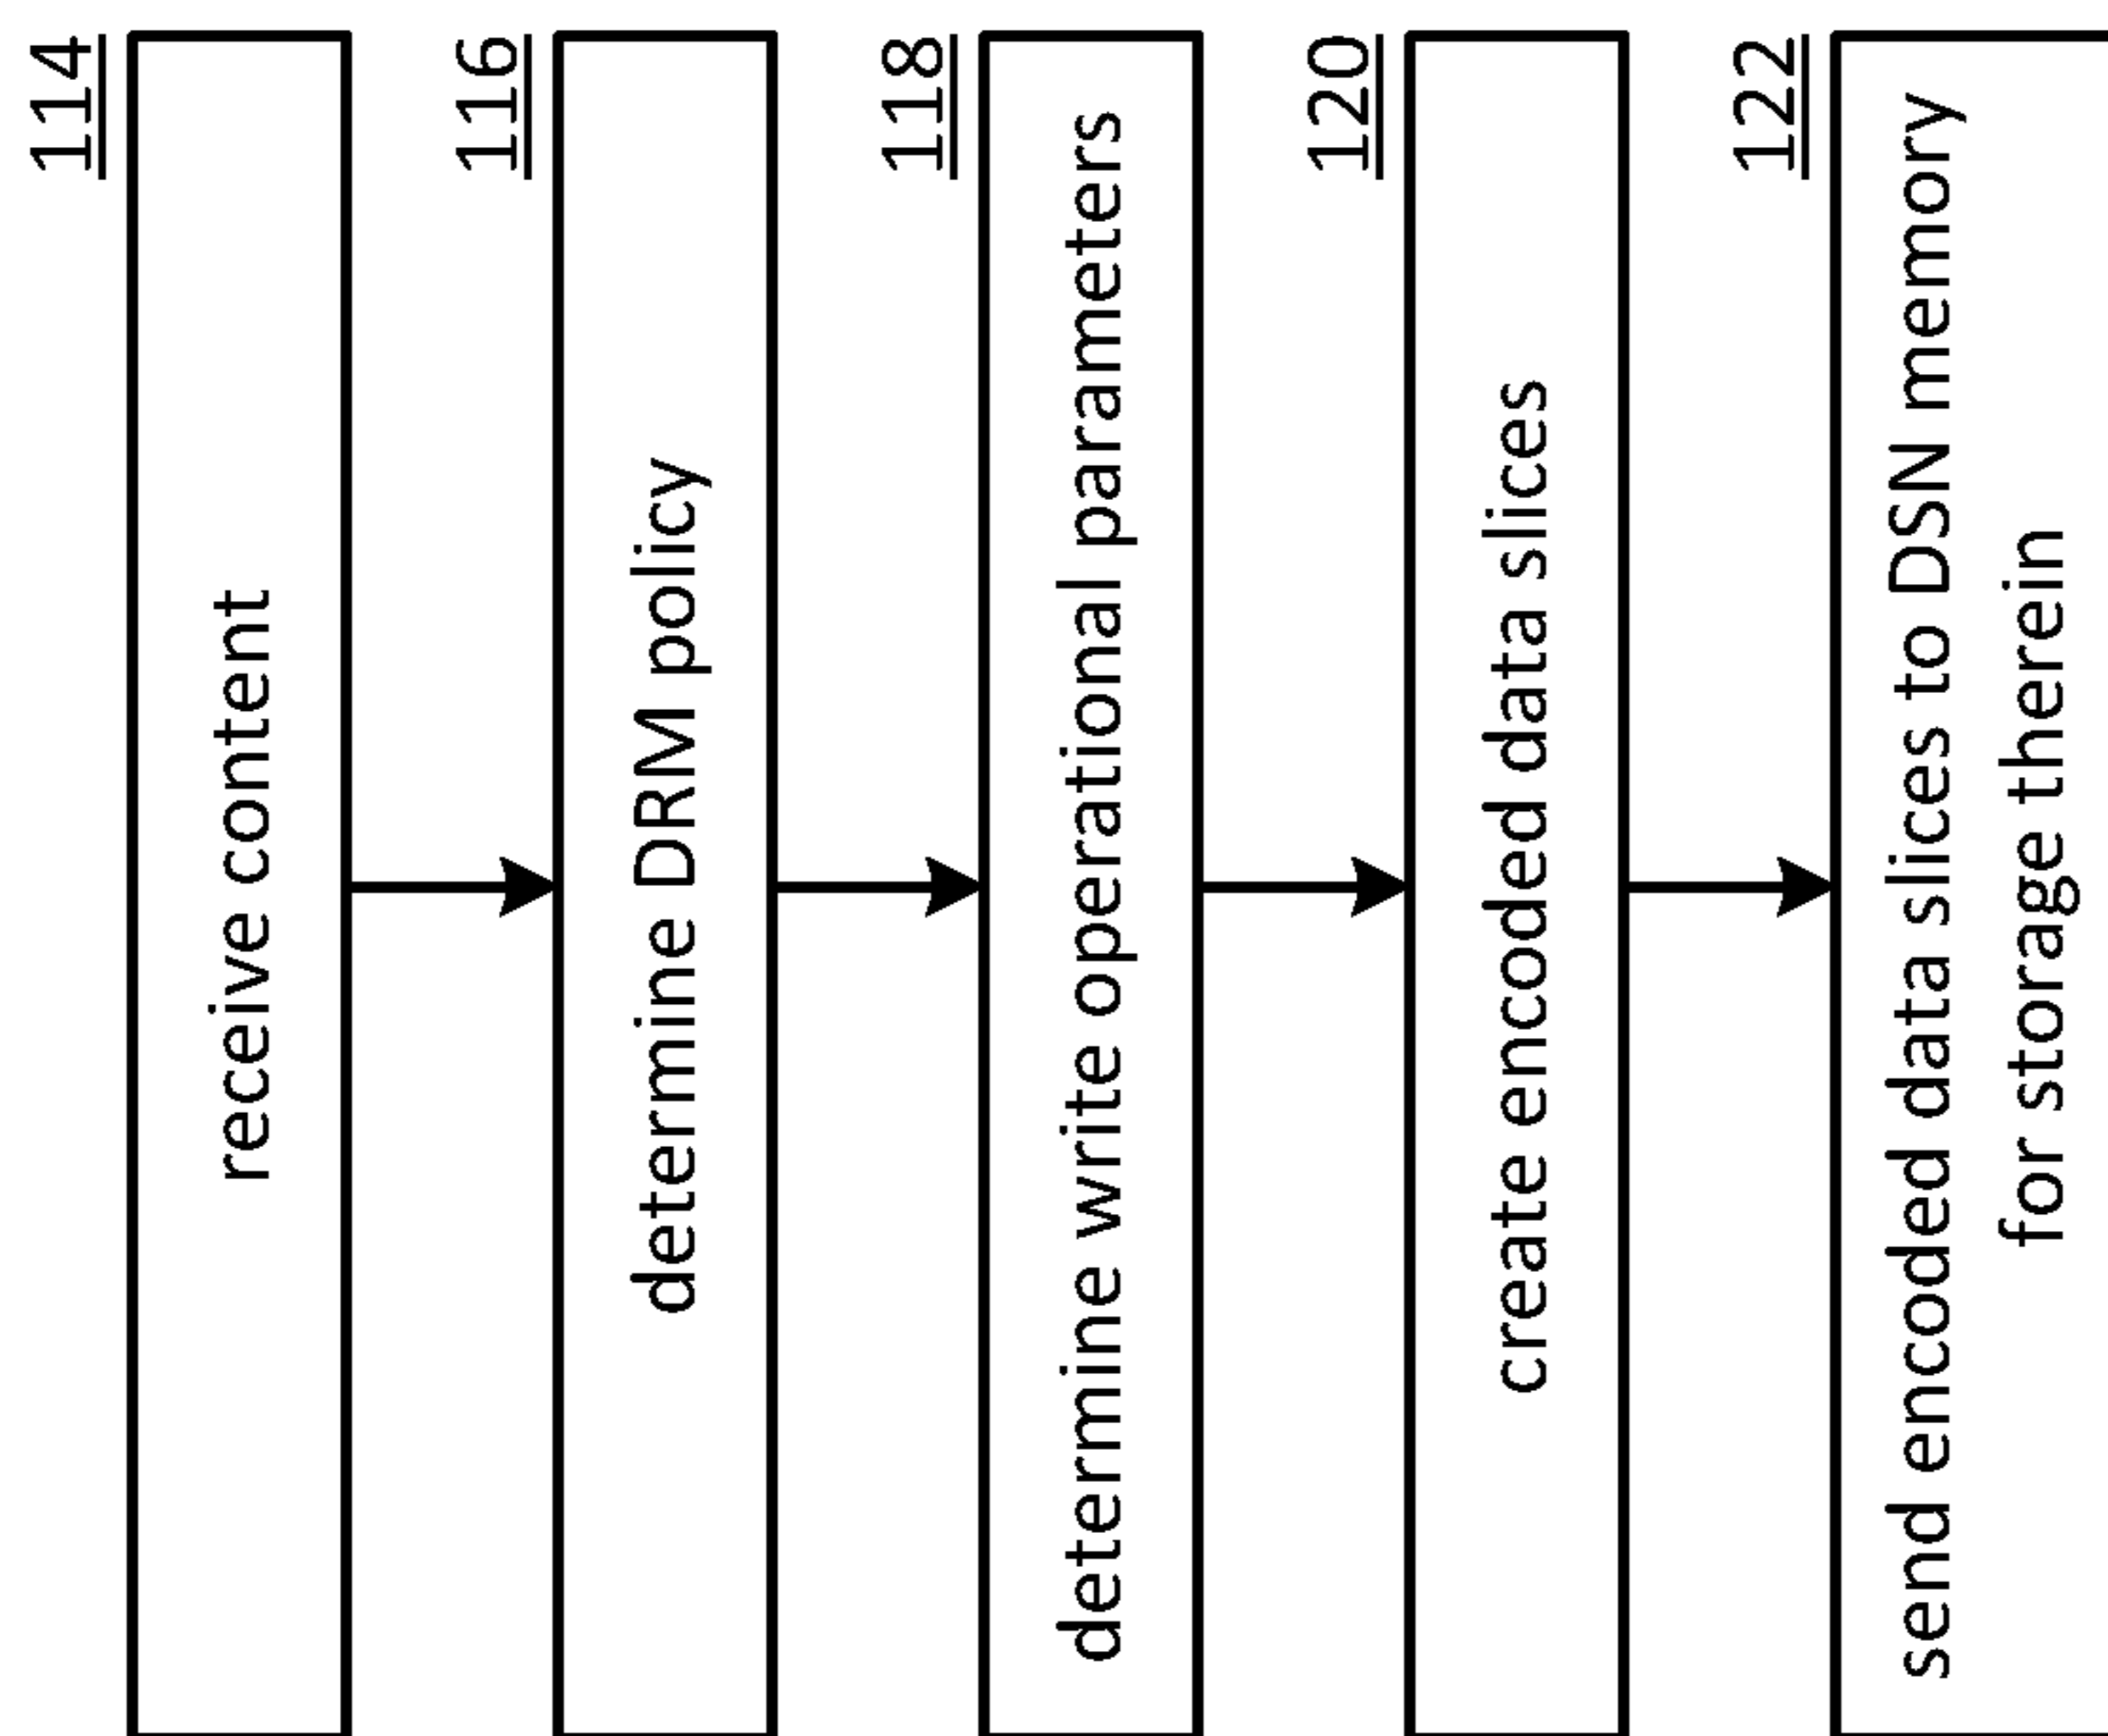 114
receive content
116
determine DRM policy
118
determine write operational parameters
120
create encoded data slices
122
send encoded data slices to DSN memory
for storage therein